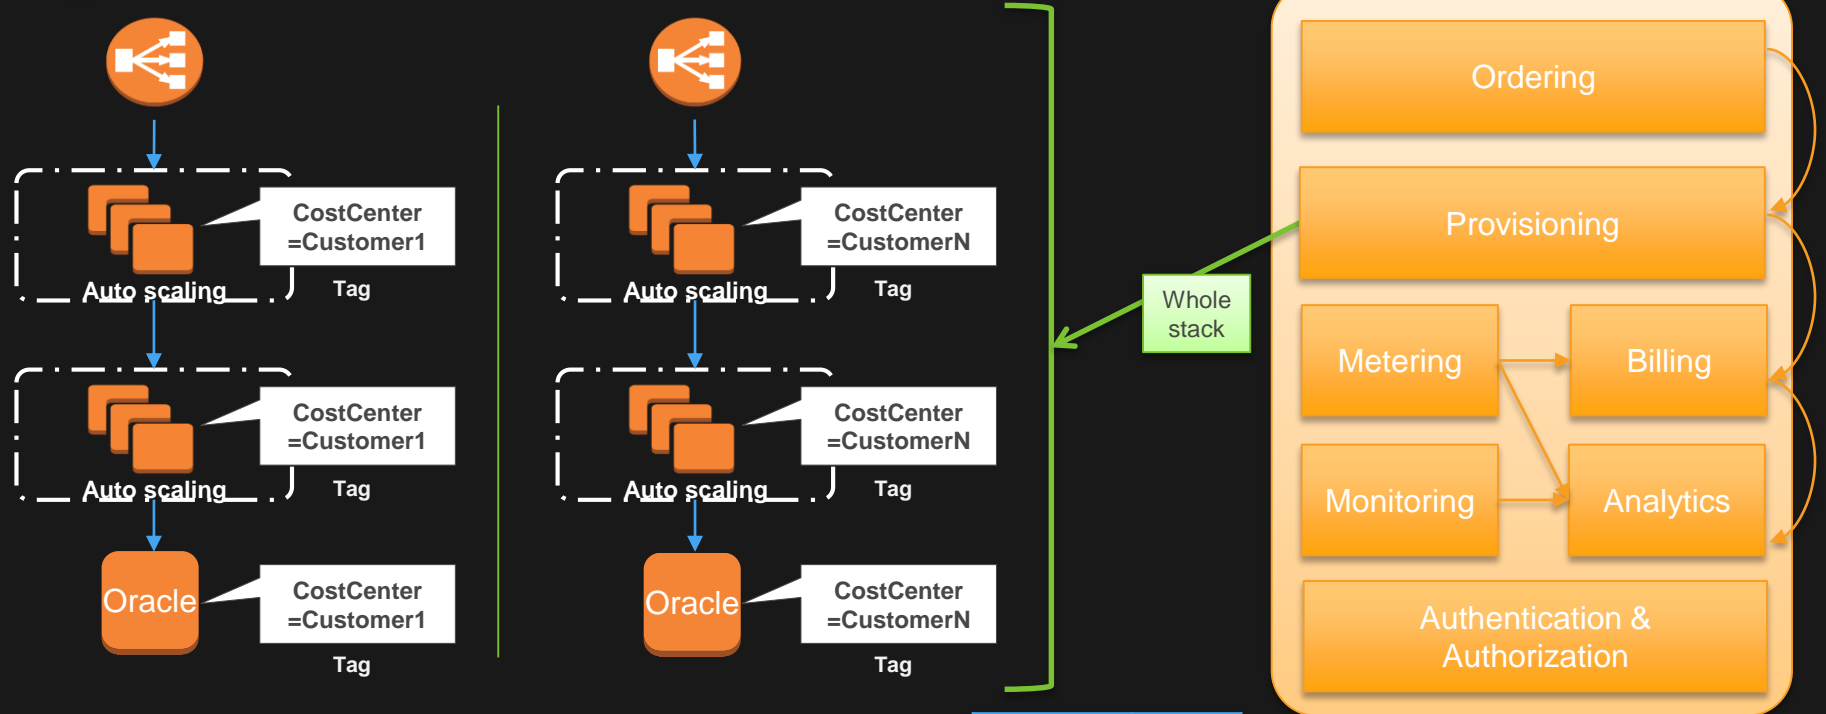 CostCenter
=Customer1
Auto scaling
Tag
CostCenter
=Customer1
Auto scaling
Tag
Oracle
CostCenter
=Customer1
Tag
CostCenter
=CustomerN
Auto scaling
Tag
CostCenter
=CustomerN
Auto scaling
Tag
Oracle
CostCenter
=CustomerN
Tag
Whole
stack
Ordering
Provisioning
Metering
Billing
Monitoring
Analytics
Authentication &
Authorization